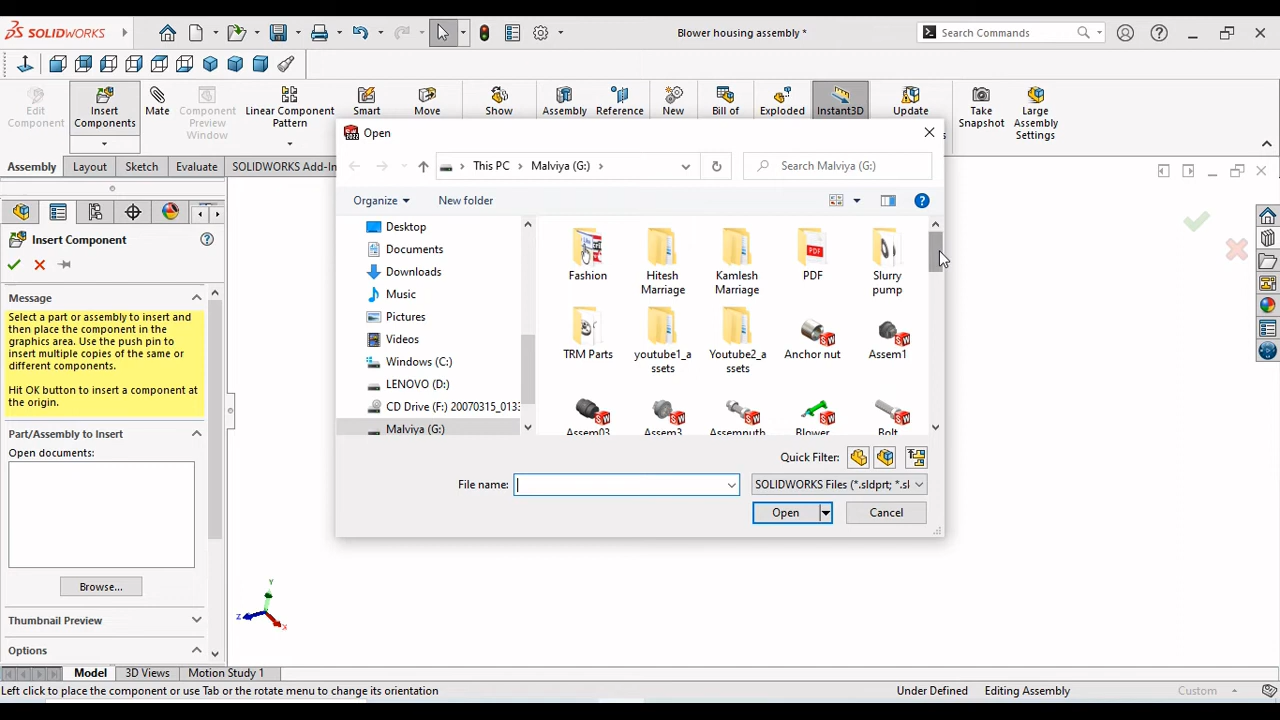 SOLIDWORKS
Blower housing assembly *
Search Commands
Edit
Component
Insert
Components
Mate
Component
Preview
Window
Linear Component
Pattern
Smart
Move
Show
Assembly
Reference
New
Bill of
Exploded
Instant3D
Update
Take
Snapshot
Large
Assembly
Settings
Assembly
Layout
Sketch
Evaluate
SOLIDWORKS Add-In
Insert Component
Message
Select a part or assembly to insert and
then place the component in the
graphics area. Use the push pin to
insert multiple copies of the same or
different components.
Hit OK button to insert a component at
the origin.
Part/Assembly to Insert
Open documents:
Browse...
Thumbnail Preview
Options
Open
This PC
Malviya (G:)
Search Malviya (G:)
Organize
New folder
Desktop
Documents
Downloads
Music
Pictures
Videos
Windows (C:)
LENOVO (D:)
CD Drive (F:) 20070315_013
Malviya (G:)
Fashion
Hitesh
Marriage
Kamlesh
Marriage
PDF
Slurry
pump
TRM Parts
youtube1_a
ssets
Youtube2_a
ssets
Anchor nut
Assem1
Assem03
Assem3
Assemnuth
Blower
Bolt
Quick Filter:
File name:
SOLIDWORKS Files (*.sldprt; *.sl
Open
Cancel
Y
Z
X
Model
3D Views
Motion Study 1
Left click to place the component or use Tab or the rotate menu to change its orientation
Under Defined
Editing Assembly
Custom